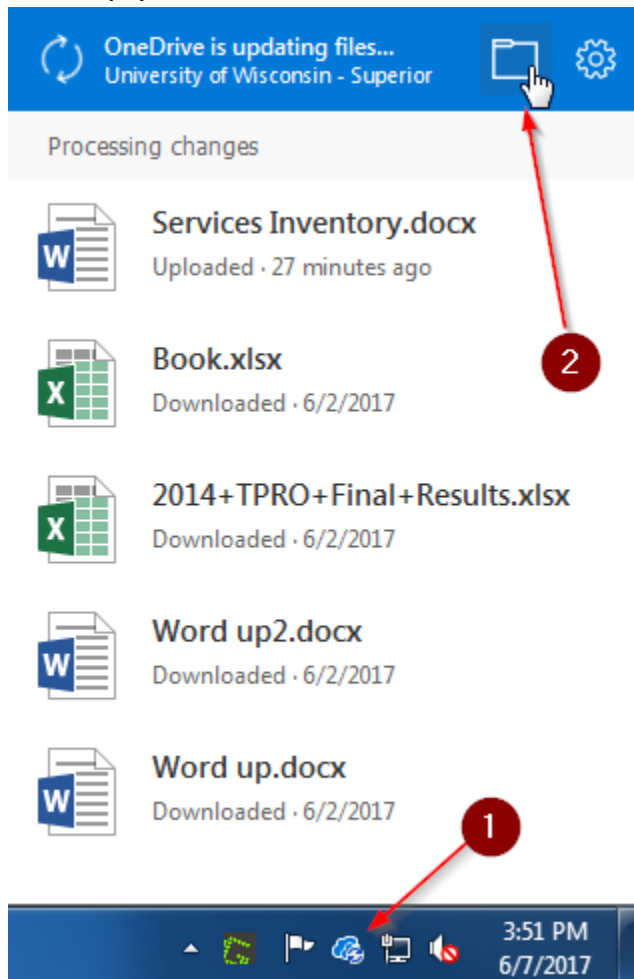 OneDrive is updating files...
University of Wisconsin - Superior
Processing changes
Services Inventory.docx
Uploaded · 27 minutes ago
Book.xlsx
Downloaded · 6/2/2017
2
2014+TPRO+Final+Results.xlsx
Downloaded · 6/2/2017
Word up2.docx
Downloaded · 6/2/2017
Word up.docx
Downloaded · 6/2/2017
1
3:51 PM
6/7/2017